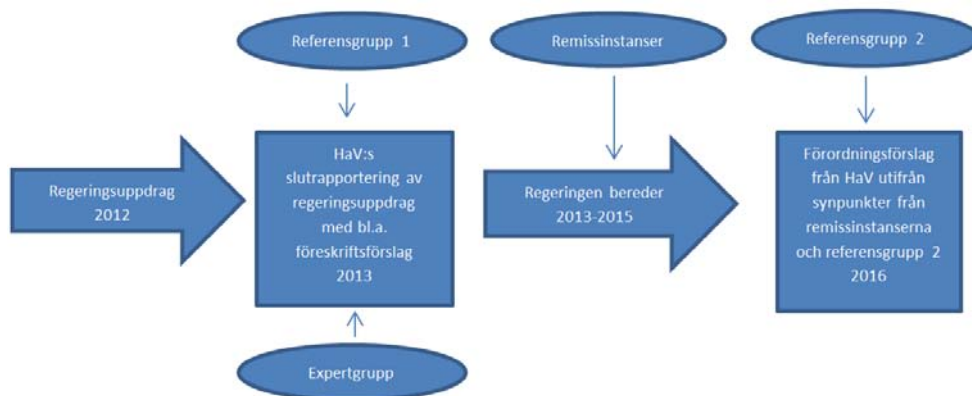 Referensgrupp 1
Remissinstanser
Referensgrupp 2
Regeringsuppdrag
2012
HaV:s
slutrapportering av
regeringsuppdrag
med bl.a.
föreskriftsförslag
2013
Regeringen bereder
2013-2015
Förordningsförslag
från HaV utifrån
synpunkter från
remissinstanserna
och referensgrupp 2
2016
Expertgrupp